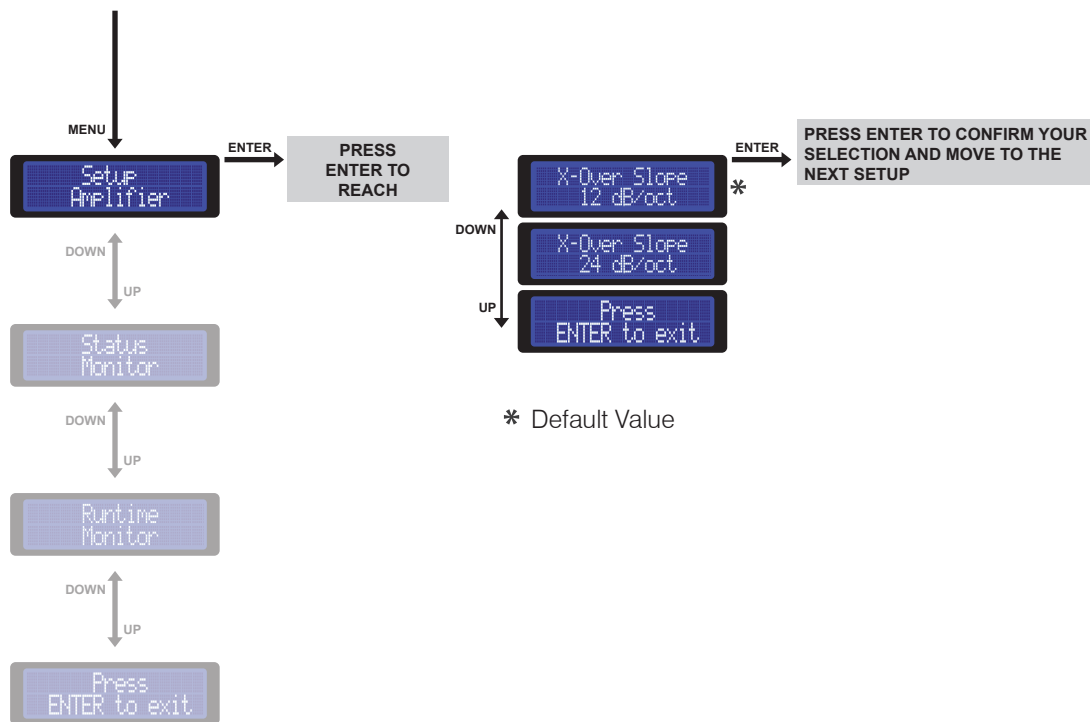 MENU
Setup
Amplifier
ENTER
PRESS
ENTER TO
REACH
DOWN
UP
Status
Monitor
DOWN
UP
Runtime
Monitor
DOWN
UP
Press
ENTER to exit
X-Over Slope
12 dB/oct
*
ENTER
PRESS ENTER TO CONFIRM YOUR
SELECTION AND MOVE TO THE
NEXT SETUP
DOWN
X-Over Slope
24 dB/oct
UP
Press
ENTER to exit
* Default Value